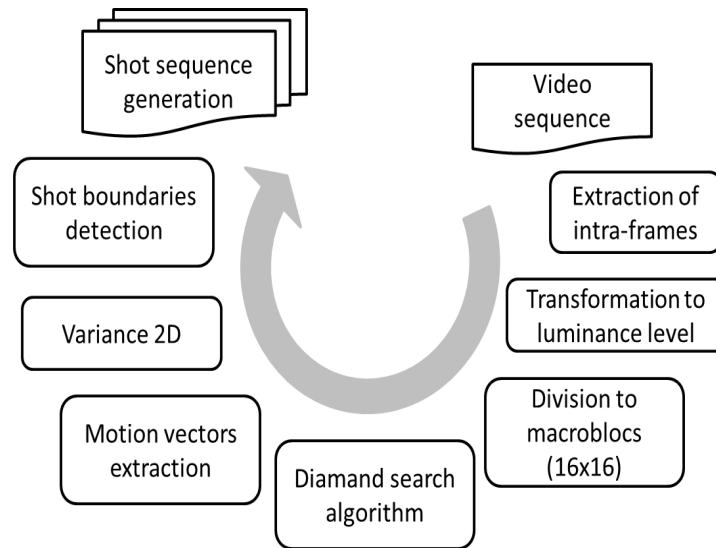 Shot sequence
generation
Video
sequence
Shot boundaries
detection
Extraction of
intra-frames
Transformation to
luminance level
Variance 2D
Division to
macroblocs
(16x16)
Motion vectors
extraction
Diamand search
algorithm